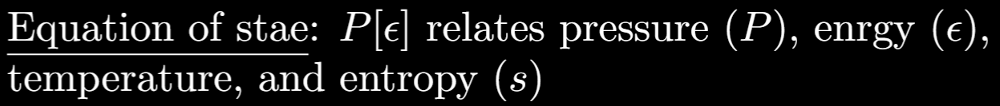 Equation of stae: P[ϵ] relates pressure (P), enrgy (ϵ),
temperature, and entropy (s)